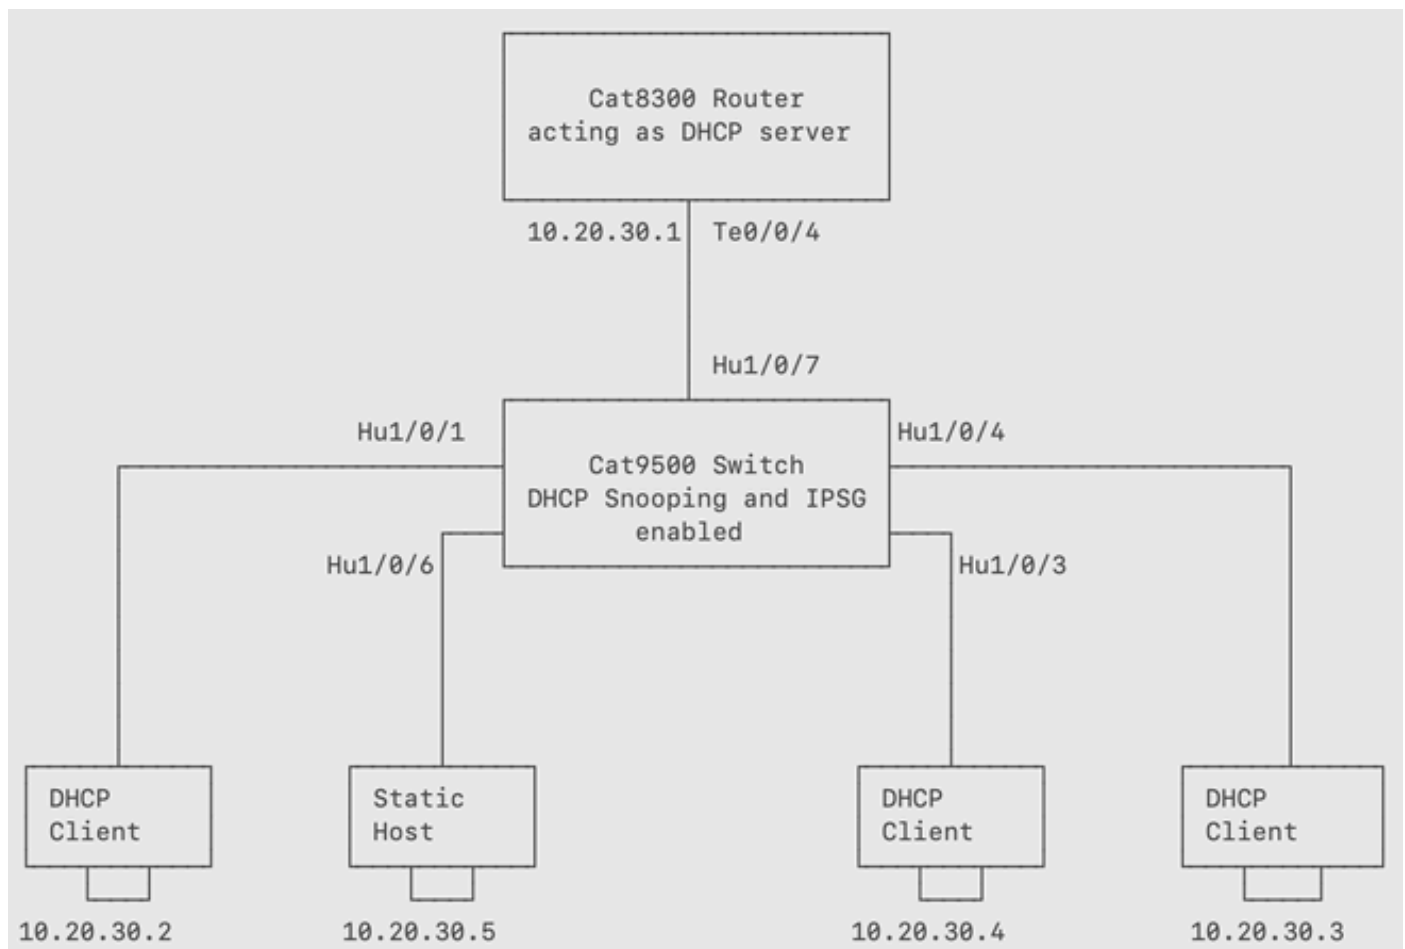 Cat8300 Router
acting as DHCP server
10.20.30.1 Te0/0/4
Hu1/0/7
Hu1/0/1
Hu1/0/4
Cat9500 Switch
DHCP Snooping and IPSG
enabled
Hu1/0/6
Hu1/0/3
DHCP
Client
Static
Host
DHCP
Client
DHCP
Client
10.20.30.2
10.20.30.5
10.20.30.4
10.20.30.3